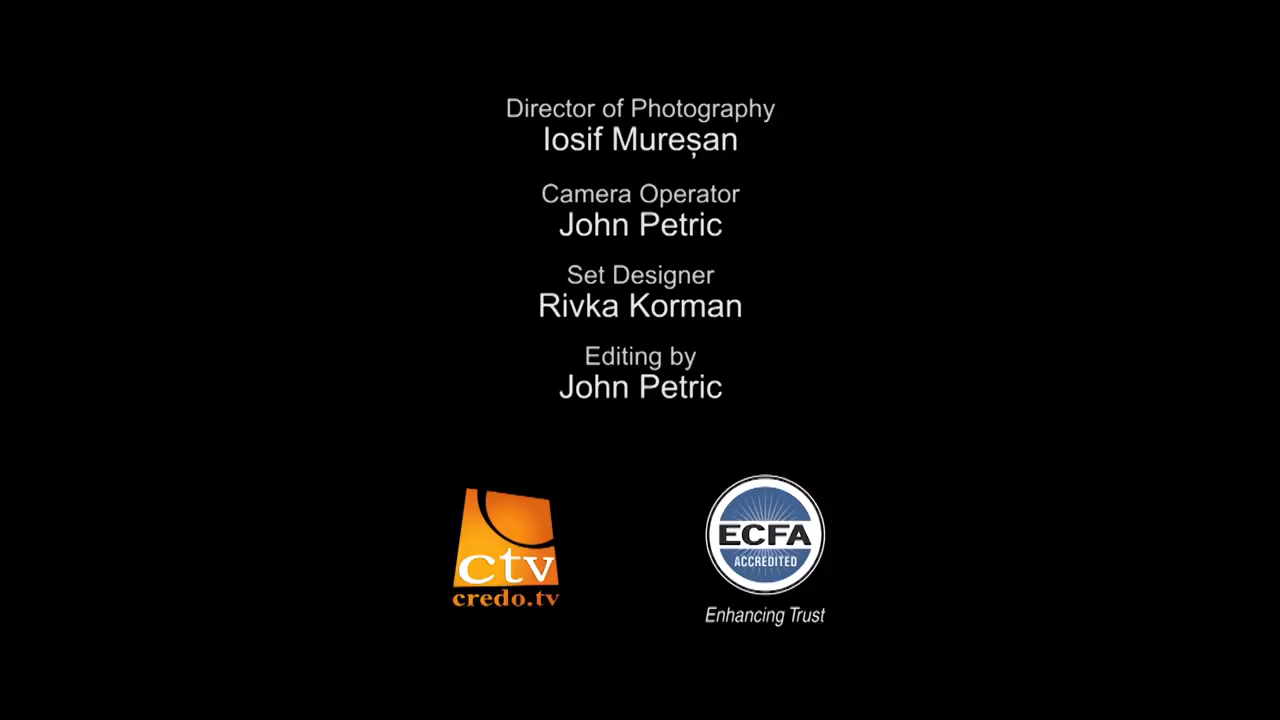 Director of Photography
Iosif Mureșan
Camera Operator
John Petric
Set Designer
Rivka Korman
Editing by
John Petric
ctv
credo.tv
ECFA
ACCREDITED
Enhancing Trust